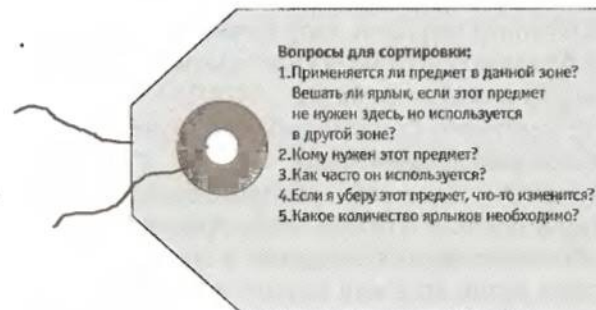 Вопросы для сортировки:
1.Применяется ли предмет в данной зоне?
Вешать ли ярлык, если этот предмет
не нужен здесь, но используется
в другой зоне?
2.Кому нужен этот предмет?
3.Как часто он используется?
4.Если я уберу этот предмет, что-то изменится?
5.Какое количество ярлыков необходимо?